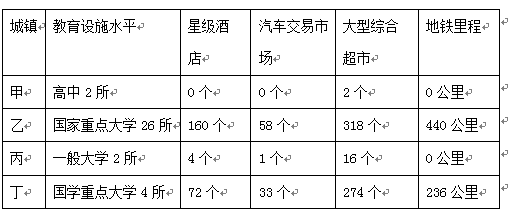 城镇 教育设施水平 星级酒店 汽车交易市场 大型综合超市 地铁里程
甲 高中 2 所 0 个 0 个 2 个 0 公里
乙 国家重点大学 26 所 160 个 58 个 318 个 440 公里
丙 一般大学 2 所 4 个 1 个 16 个 0 公里
丁 国学重点大学 4 所 72 个 33 个 274 个 236 公里